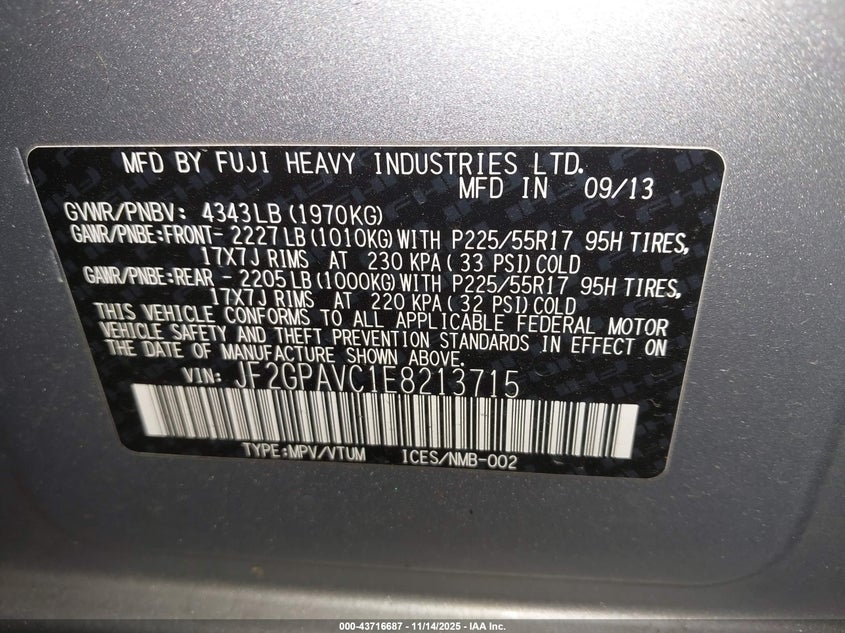 MFD BY FUJI HEAVY INDUSTRIES LTD.
MFD IN 09/13
GVWR/PNBV: 4343LB (1970KG)
GAWR/PNBE:FRONT- 2227LB (1010KG) WITH P225/55R17 95H TIRES,
17X7J RIMS AT 230 KPA ( 33 PSI) COLD
GAWR/PNBE:REAR - 2205LB (1000KG) WITH P225/55R17 95H TIRES,
17X7J RIMS AT 220 KPA ( 32 PSI) COLD
THIS VEHICLE CONFORMS TO ALL APPLICABLE FEDERAL MOTOR
VEHICLE SAFETY AND THEFT PREVENTION STANDARDS IN EFFECT ON
THE DATE OF MANUFACTURE SHOWN ABOVE.
VIN: JF2GPAVC1E8213715
TYPE:MPV/VTUM ICES/NMB-002
000-43716687 - 11/14/2025 - IAA Inc.